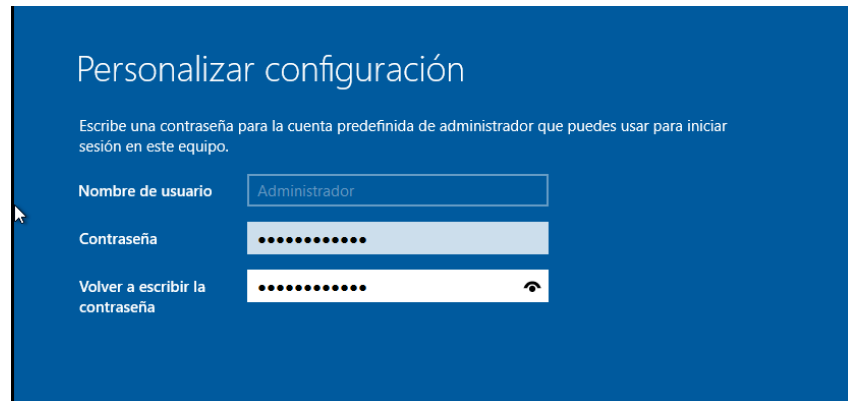 Personalizar configuración
Escribe una contraseña para la cuenta predefinida de administrador que puedes usar para iniciar
sesión en este equipo.
Nombre de usuario Administrador
Contraseña ••••••••••••
Volver a escribir la
contraseña ••••••••••••